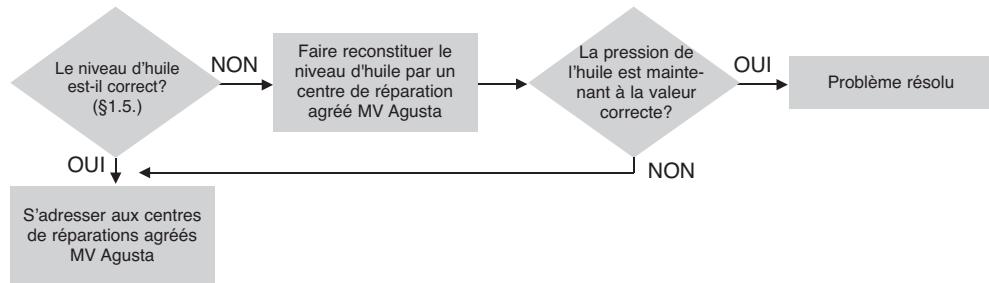 Le niveau d'huile
est-il correct?
(§1.5.)
NON
Faire reconstituer le
niveau d'huile par un
centre de réparation
agréé MV Agusta
La pression de
l'huile est mainte-
nant à la valeur
correcte?
OUI
Problème résolu
OUI
NON
S'adresser aux centres
de réparations agréés
MV Agusta